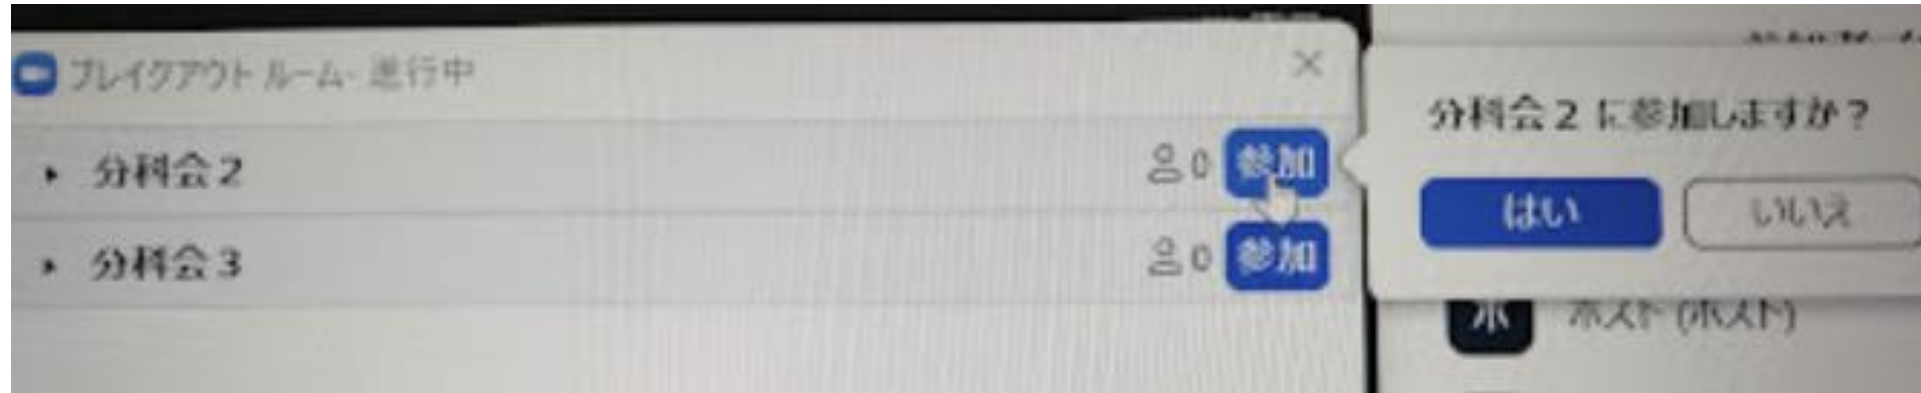 ブレイクアウト ルーム - 進行中
分科会 2
0
参加
分科会 3
0
参加
分科会 2 に参加しますか？
はい
いいえ
ホ
ホスト (ホスト)